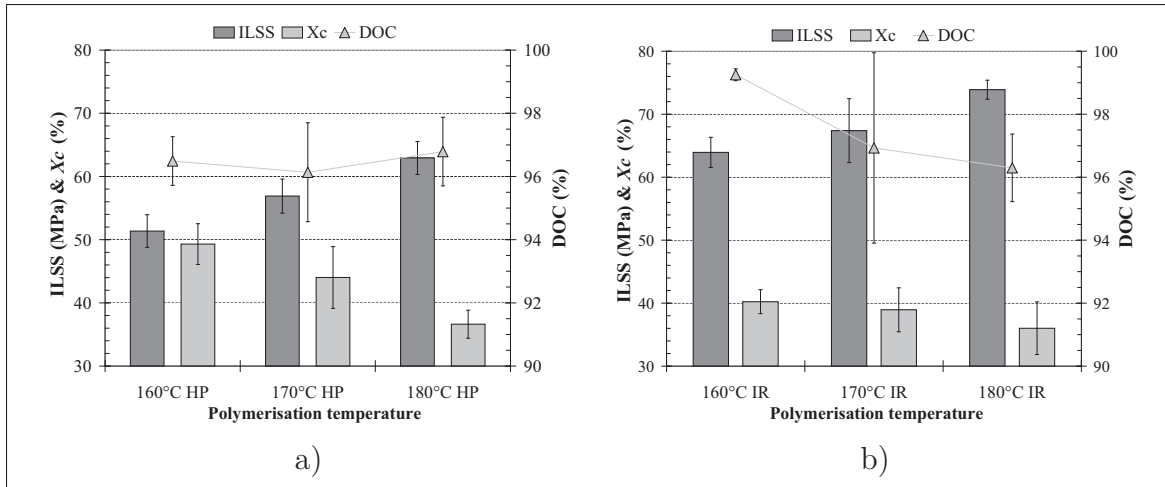 ILSS Xc DOC
80 100
70 98
60 96
50 94
40 92
30 90
ILSS (MPa) & Xc (%)
DOC (%)
160°C HP 170°C HP 180°C HP
Polymerisation temperature
a)
ILSS Xc DOC
80 100
70 98
60 96
50 94
40 92
30 90
ILSS (MPa) & Xc (%)
DOC (%)
160°C IR 170°C IR 180°C IR
Polymerisation temperature
b)